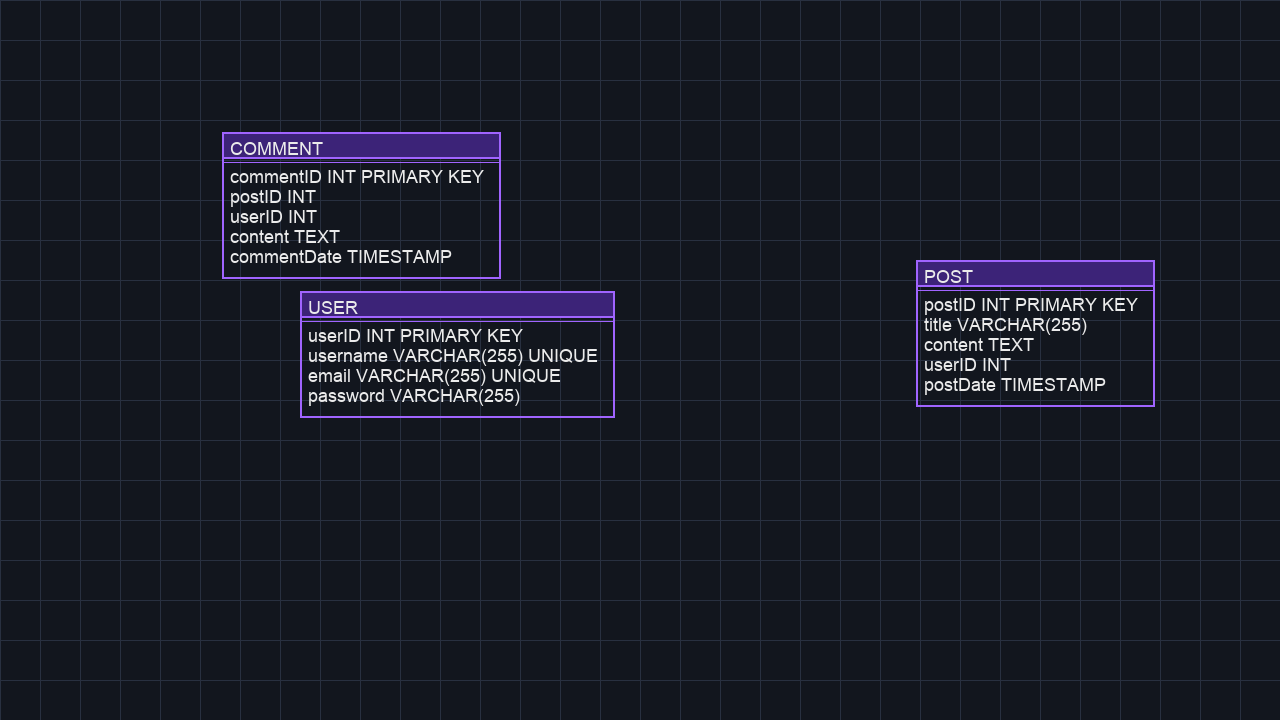 COMMENT
commentID INT PRIMARY KEY
postID INT
userID INT
content TEXT
commentDate TIMESTAMP
USER
userID INT PRIMARY KEY
username VARCHAR(255) UNIQUE
email VARCHAR(255) UNIQUE
password VARCHAR(255)
POST
postID INT PRIMARY KEY
title VARCHAR(255)
content TEXT
userID INT
postDate TIMESTAMP